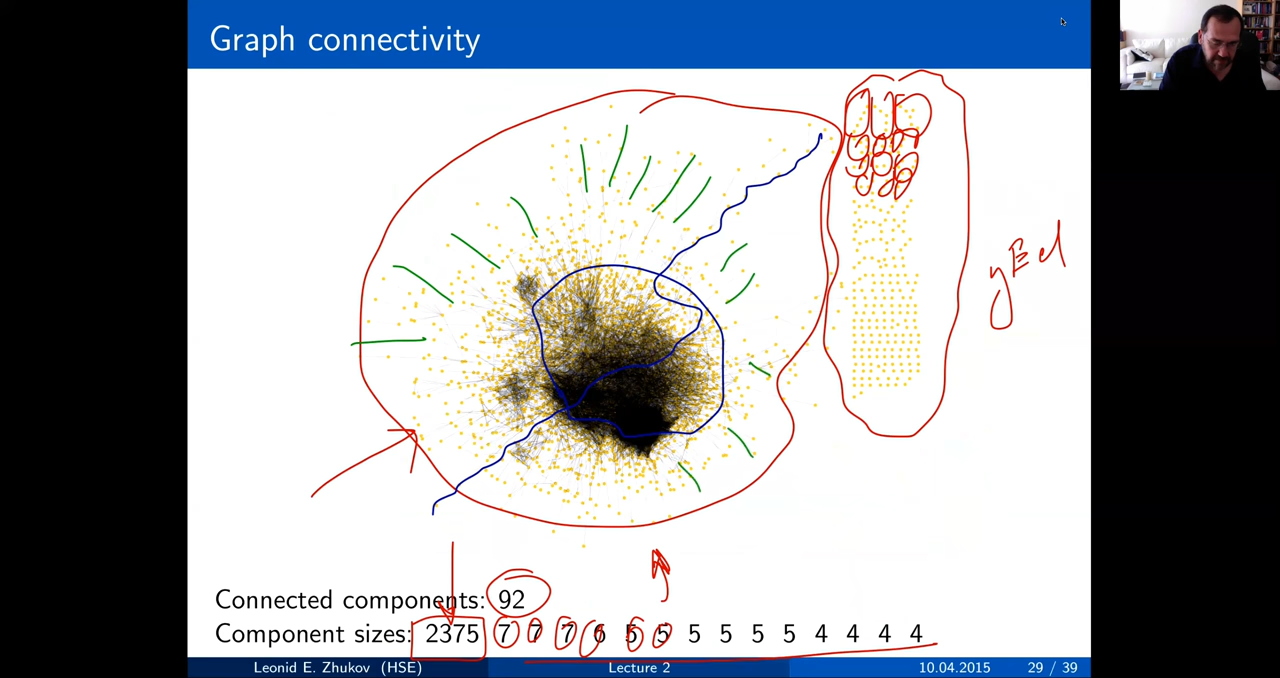 Graph connectivity
yEd
Connected components: 92
Component sizes: 2375 7 7 7 6 5 5 5 5 5 5 4 4 4 4
Leonid E. Zhukov (HSE) Lecture 2 10.04.2015 29 / 39